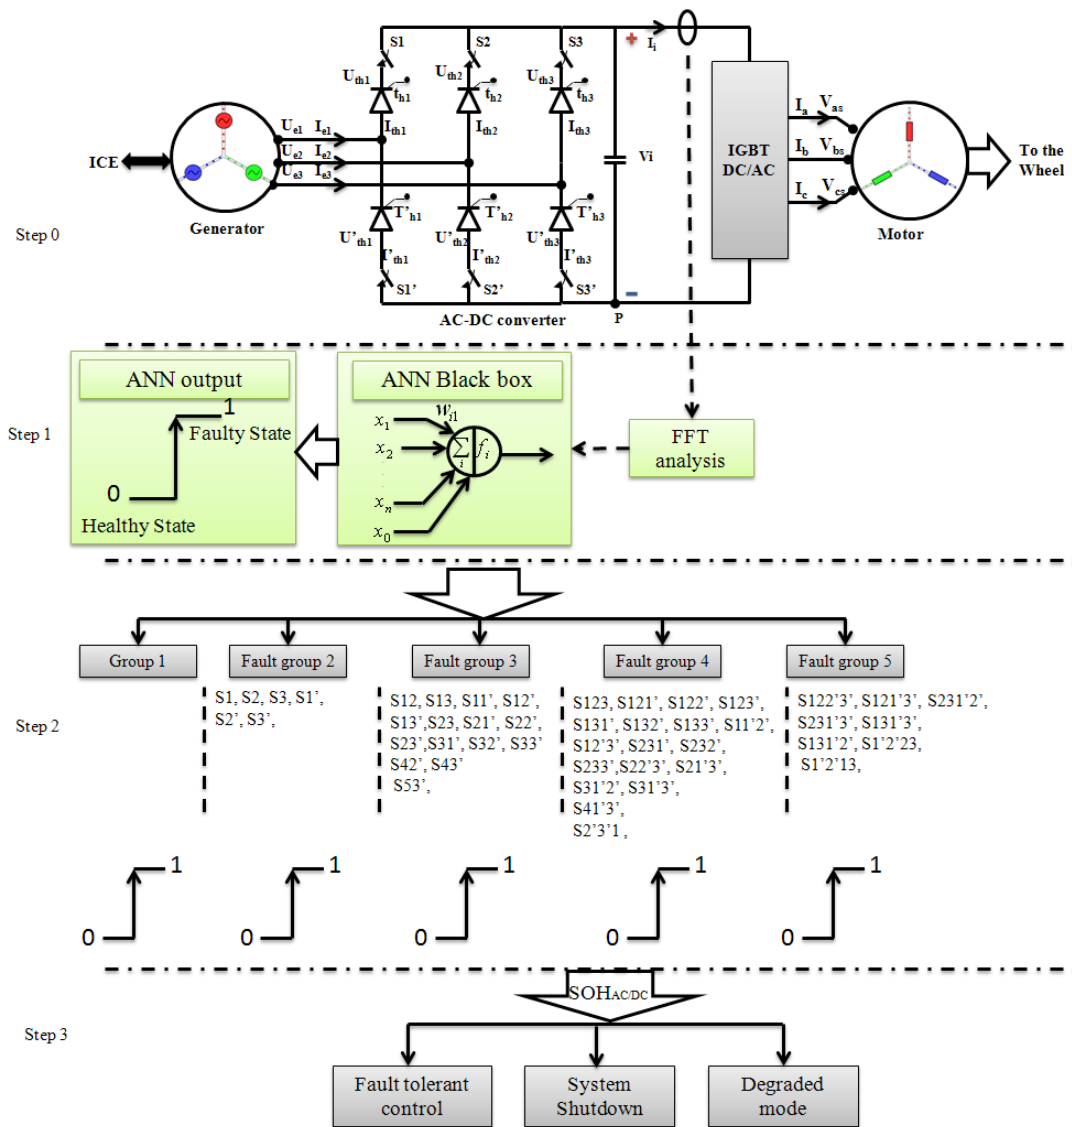 S1
S2
S3
U_th1
t_h1
U_th2
t_h2
U_th3
t_h3
I_th1
I_th2
I_th3
+
I_i
ICE
U_e1
I_e1
U_e2
I_e2
U_e3
I_e3
Generator
Vi
IGBT
DC/AC
I_a
V_as
I_b
V_bs
I_c
V_cs
Motor
To the
Wheel
T'_h1
T'_h2
T'_h3
U'_th1
U'_th2
U'_th3
I'_th1
I'_th2
I'_th3
S1'
S2'
S3'
AC-DC converter
P
Step 0
Step 1
ANN output
1
Faulty State
0
Healthy State
ANN Black box
x_1
w_i1
x_2
x_n
x_0
∑_i
f_i
FFT
analysis
Step 2
Group 1
Fault group 2
S1, S2, S3, S1',
S2', S3',
Fault group 3
S12, S13, S11', S12',
S13',S23, S21', S22',
S23',S31', S32', S33'
S42', S43'
S53',
Fault group 4
S123, S121', S122', S123',
S131', S132', S133', S11'2',
S12'3', S231', S232',
S233',S22'3', S21'3',
S31'2', S31'3',
S41'3',
S2'3'1 ,
Fault group 5
S122'3', S121'3', S231'2',
S231'3', S131'3',
S131'2', S1'2'23,
S1'2'13,
0
1
0
1
0
1
0
1
0
1
Step 3
SOH_AC/DC
Fault tolerant
control
System
Shutdown
Degraded
mode